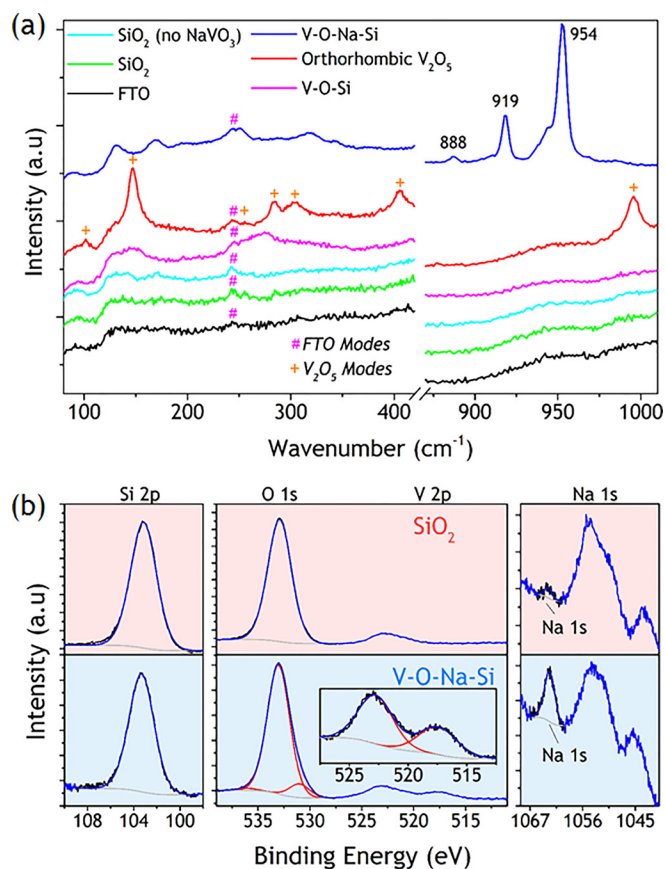 (a)
SiO2 (no NaVO3)
SiO2
FTO
V-O-Na-Si
Orthorhombic V2O5
V-O-Si
954
919
888
#
+
# FTO Modes
+ V2O5 Modes
Intensity (a.u)
100 200 300 400 900 950 1000
Wavenumber (cm-1)
(b)
Si 2p O 1s V 2p Na 1s
SiO2
Na 1s
V-O-Na-Si
525 520 515
Na 1s
Intensity (a.u)
108 104 100 535 530 525 520 515 1067 1056 1045
Binding Energy (eV)